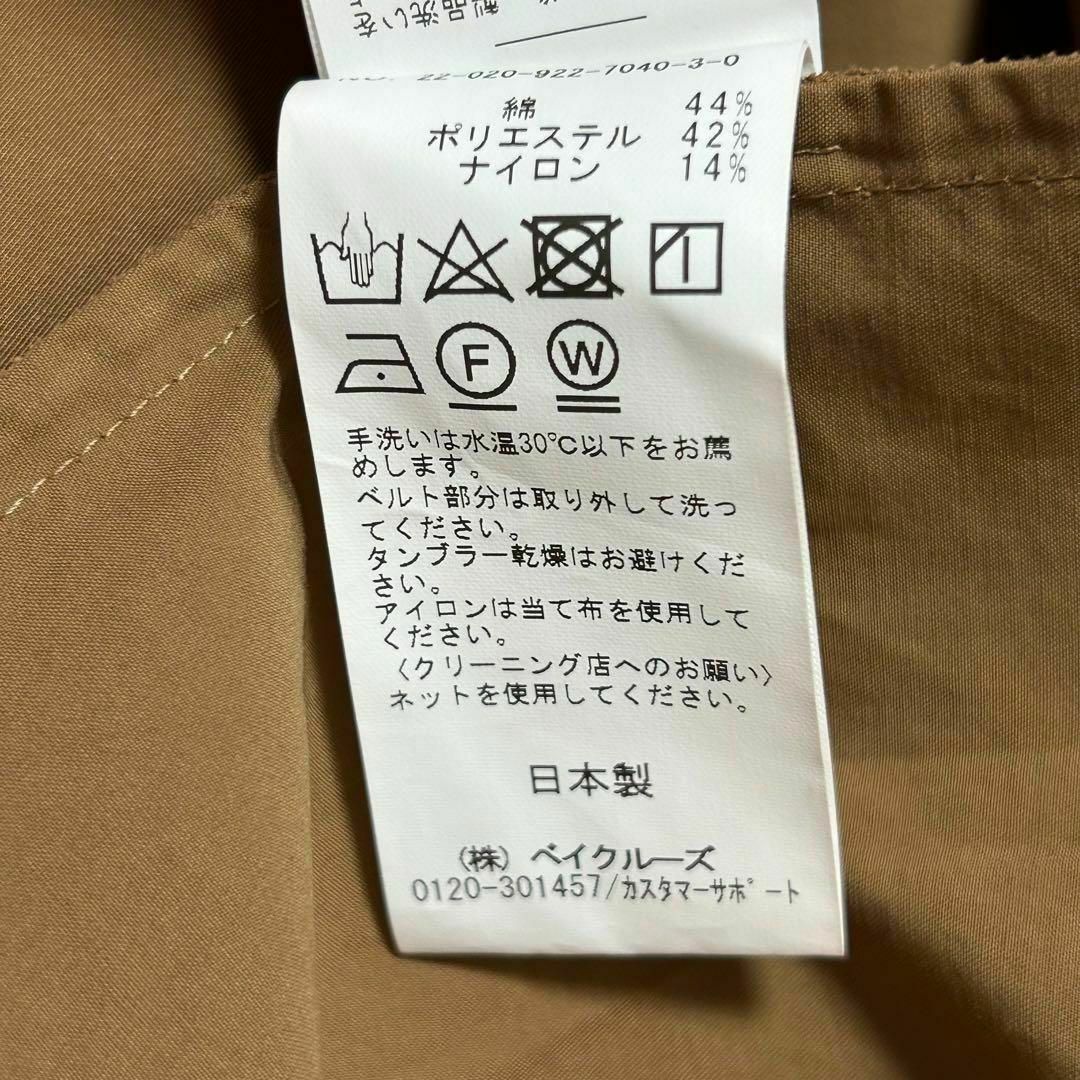 製品洗いを
22-020-922-7040-3-0
綿 44%
ポリエステル 42%
ナイロン 14%
F W
手洗いは水温30℃以下をお薦
めします。
ベルト部分は取り外して洗っ
てください。
タンブラー乾燥はお避けくだ
さい。
アイロンは当て布を使用して
ください。
〈クリーニング店へのお願い〉
ネットを使用してください。
日本製
(株) ベイクルーズ
0120-301457/カスタマーサポート